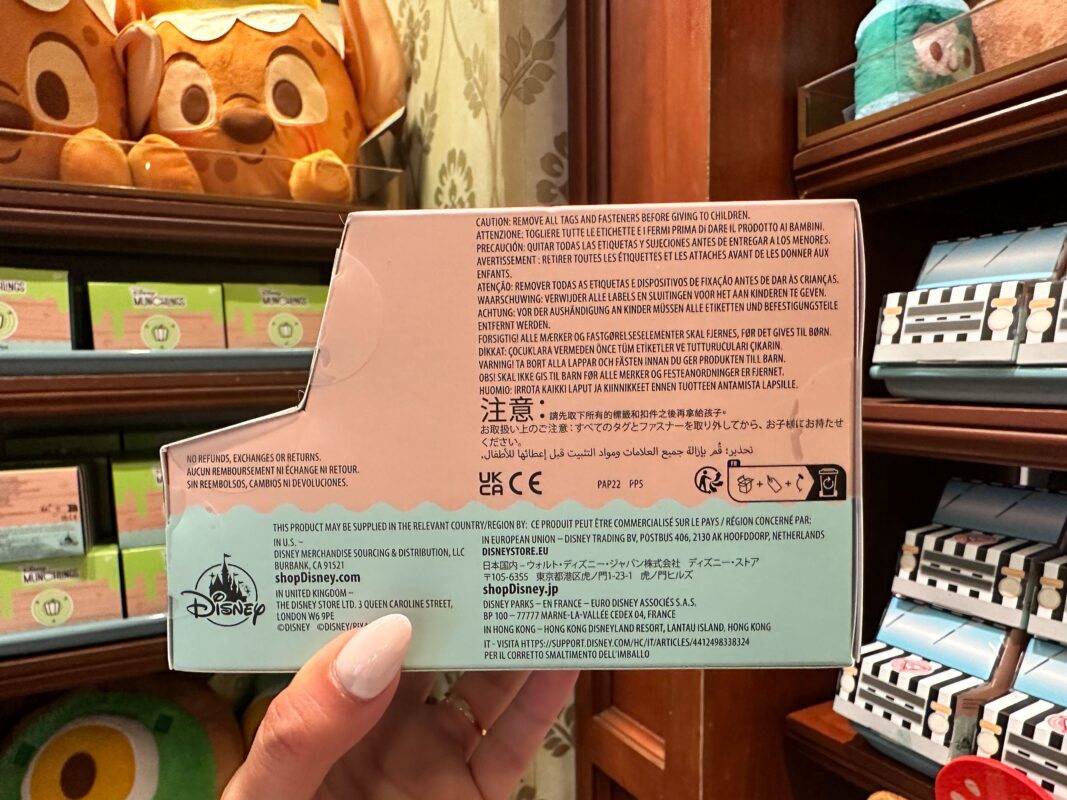 CAUTION: REMOVE ALL TAGS AND FASTENERS BEFORE GIVING TO CHILDREN.
ATTENZIONE: TOGLIERE TUTTE LE ETICHETTE E I FERMI PRIMA DI DARE IL PRODOTTO AI BAMBINI.
PRECAUCIÓN: QUITAR TODAS LAS ETIQUETAS Y SUJECIONES ANTES DE ENTREGAR A LOS MENORES.
AVERTISSEMENT : RETIRER TOUTES LES ÉTIQUETTES ET LES ATTACHES AVANT DE LES DONNER AUX
ENFANTS.
ATENÇÃO: REMOVER TODAS AS ETIQUETAS E DISPOSITIVOS DE FIXAÇÃO ANTES DE DAR ÀS CRIANÇAS.
WAARSCHUWING: VERWIJDER ALLE LABELS EN SLUITINGEN VOOR HET AAN KINDEREN TE GEVEN.
ACHTUNG: VOR DER AUSHÄNDIGUNG AN KINDER MÜSSEN ALLE ETIKETTEN UND BEFESTIGUNGSTEILE
ENTFERNT WERDEN.
FORSIGTIG! ALLE MÆRKER OG FASTGØRELSESELEMENTER SKAL FJERNES, FØR DET GIVES TIL BØRN.
DIKKAT: ÇOCUKLARA VERMEDEN ÖNCE TÜM ETİKETLER VE TUTTURUCULARI ÇIKARIN.
VARNING! TA BORT ALLA LAPPAR OCH FÄSTEN INNAN DU GER PRODUKTEN TILL BARN.
OBS! SKAL IKKE GIS TIL BARN FØR ALLE MERKER OG FESTEANORDNINGER ER FJERNET.
HUOMIO: IRROTA KAIKKI LAPUT JA KIINNIKKEET ENNEN TUOTTEEN ANTAMISTA LAPSILLE.
注意：請先取下所有的標籤和扣件之後再拿給孩子。
お取扱い上のご注意：すべてのタグとファスナーを取り外してから、お子様にお持たせ
ください。
تحذير: قُم بإزالة جميع العلامات ومواد التثبيت قبل إعطائها للأطفال.
NO REFUNDS, EXCHANGES OR RETURNS.
AUCUN REMBOURSEMENT NI ÉCHANGE NI RETOUR.
SIN REEMBOLSOS, CAMBIOS NI DEVOLUCIONES.
UK CA CE PAP22 PP5 FR
THIS PRODUCT MAY BE SUPPLIED IN THE RELEVANT COUNTRY/REGION BY: CE PRODUIT PEUT ÊTRE COMMERCIALISÉ SUR LE PAYS / RÉGION CONCERNÉ PAR:
Disney
IN U.S. –
DISNEY MERCHANDISE SOURCING & DISTRIBUTION, LLC
BURBANK, CA 91521
shopDisney.com
IN UNITED KINGDOM –
THE DISNEY STORE LTD. 3 QUEEN CAROLINE STREET,
LONDON W6 9PE
©DISNEY ©DISNEY/PIXA
IN EUROPEAN UNION – DISNEY TRADING BV, POSTBUS 406, 2130 AK HOOFDDORP, NETHERLANDS
DISNEYSTORE.EU
日本国内 – ウォルト・ディズニー・ジャパン株式会社 ディズニー・ストア
〒105-6355 東京都港区虎ノ門1-23-1 虎ノ門ヒルズ
shopDisney.jp
DISNEY PARKS – EN FRANCE – EURO DISNEY ASSOCIÉS S.A.S.
BP 100 – 77777 MARNE-LA-VALLÉE CEDEX 04, FRANCE
IN HONG KONG – HONG KONG DISNEYLAND RESORT, LANTAU ISLAND, HONG KONG
IT - VISITA HTTPS://SUPPORT.DISNEY.COM/HC/IT/ARTICLES/4412498338324
PER IL CORRETTO SMALTIMENTO DELL'IMBALLO
MUNCHLINGS
MUNCHLINGS
MUNCHLINGS